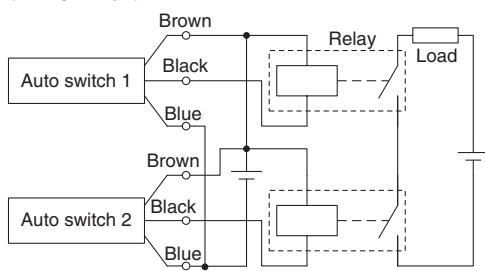 Brown
Relay
Black
Load
Auto switch 1
Blue
Brown
Black
Auto switch 2
Blue